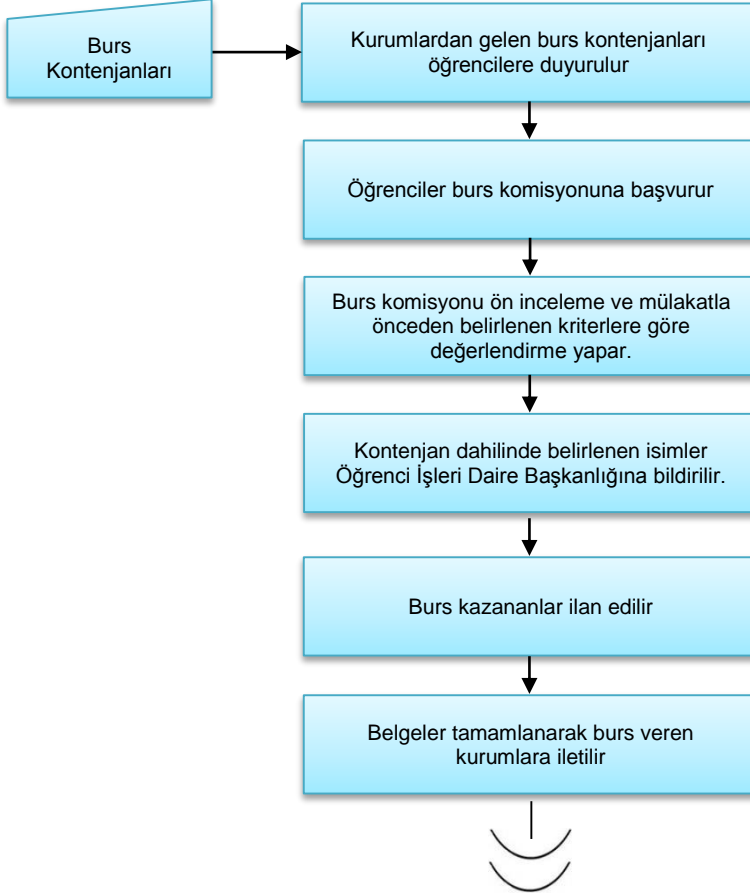 Burs
Kontenjanları
Kurumlardan gelen burs kontenjanları
öğrencilere duyurulur
Öğrenciler burs komisyonuna başvurur
Burs komisyonu ön inceleme ve mülakatla
önceden belirlenen kriterlere göre
değerlendirme yapar.
Kontenjan dahilinde belirlenen isimler
Öğrenci İşleri Daire Başkanlığına bildirilir.
Burs kazananlar ilan edilir
Belgeler tamamlanarak burs veren
kurumlara iletilir